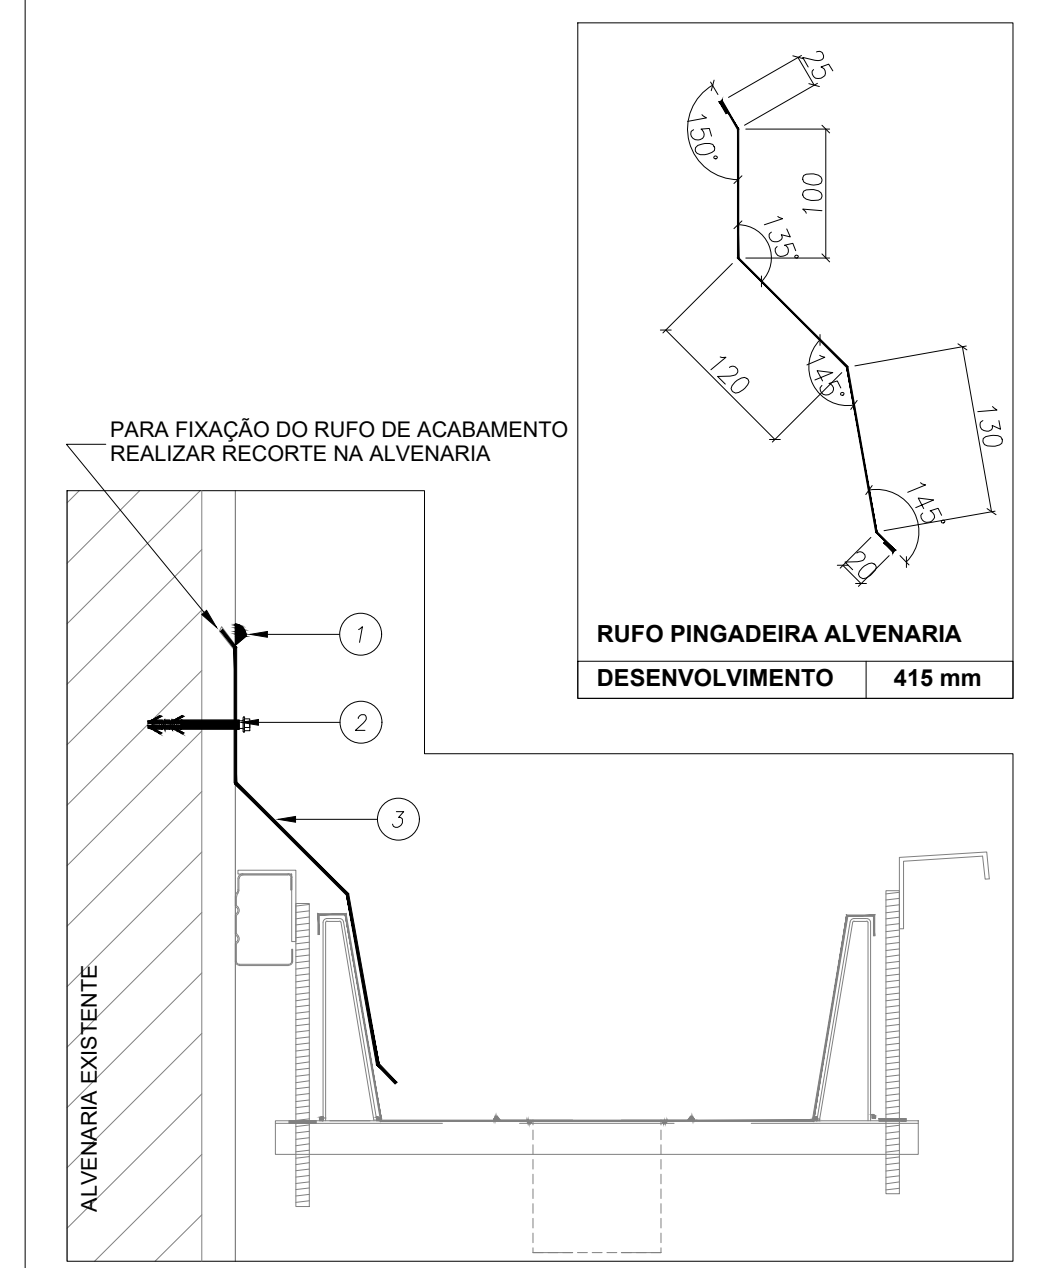 25
150°
100
135°
120
145°
130
145°
20
RUFO PINGADEIRA ALVENARIA
DESENVOLVIMENTO 415 mm
PARA FIXAÇÃO DO RUFO DE ACABAMENTO
REALIZAR RECORTE NA ALVENARIA
1
2
3
ALVENARIA EXISTENTE